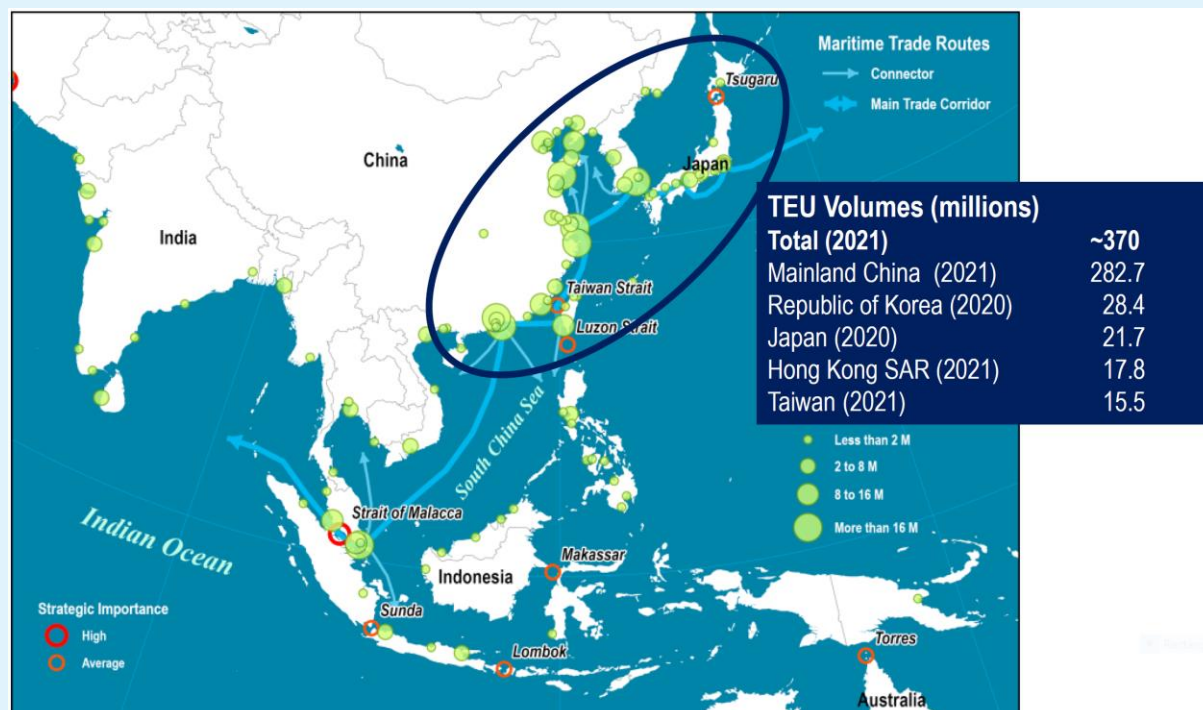 Maritime Trade Routes
Connector
Main Trade Corridor
Tsugaru
China
Japan
India
Taiwan Strait
Luzon Strait
South China Sea
TEU Volumes (millions)
Total (2021) ~370
Mainland China (2021) 282.7
Republic of Korea (2020) 28.4
Japan (2020) 21.7
Hong Kong SAR (2021) 17.8
Taiwan (2021) 15.5
Less than 2 M
2 to 8 M
8 to 16 M
More than 16 M
Strait of Malacca
Indian Ocean
Makassar
Indonesia
Strategic Importance
High
Average
Sunda
Lombok
Torres
Australia